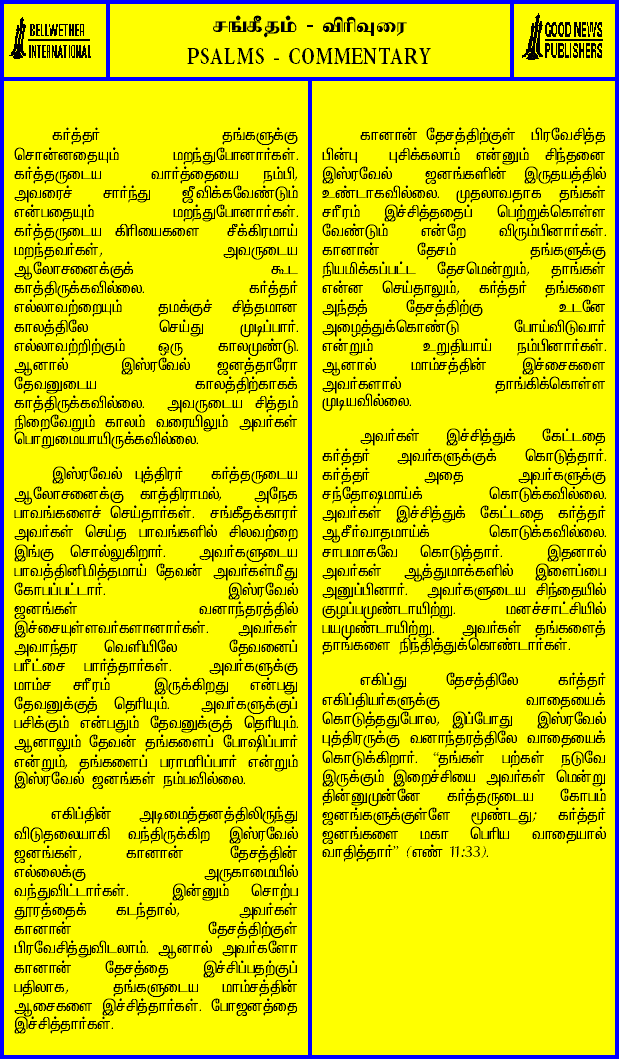 BELLWETHER
INTERNATIONAL
சங்கீதம் - விரிவுரை
PSALMS - COMMENTARY
GOOD NEWS
PUBLISHERS
கர்த்தர் தங்களுக்கு
சொன்னதையும் மறந்துபோனார்கள்.
கர்த்தருடைய வார்த்தையை நம்பி,
அவரைச் சார்ந்து ஜீவிக்கவேண்டும்
என்பதையும் மறந்துபோனார்கள்.
கர்த்தருடைய கிரியைகளை சீக்கிரமாய்
மறந்தவர்கள், அவருடைய
ஆலோசனைக்குக் கூட
காத்திருக்கவில்லை. கர்த்தர்
எல்லாவற்றையும் தமக்குச் சித்தமான
காலத்திலே செய்து முடிப்பார்.
எல்லாவற்றிற்கும் ஒரு காலமுண்டு.
ஆனால் இஸ்ரவேல் ஜனத்தாரோ
தேவனுடைய காலத்திற்காகக்
காத்திருக்கவில்லை. அவருடைய சித்தம்
நிறைவேறும் காலம் வரையிலும் அவர்கள்
பொறுமையாயிருக்கவில்லை.
இஸ்ரவேல் புத்திரர் கர்த்தருடைய
ஆலோசனைக்கு காத்திராமல், அநேக
பாவங்களைச் செய்தார்கள். சங்கீதக்காரர்
அவர்கள் செய்த பாவங்களில் சிலவற்றை
இங்கு சொல்லுகிறார். அவர்களுடைய
பாவத்தினிமித்தமாய் தேவன் அவர்கள்மீது
கோபப்பட்டார். இஸ்ரவேல்
ஜனங்கள் வனாந்தரத்தில்
இச்சையுள்ளவர்களானார்கள். அவர்கள்
அவாந்தர வெளியிலே தேவனைப்
பரீட்சை பார்த்தார்கள். அவர்களுக்கு
மாம்ச சரீரம் இருக்கிறது என்பது
தேவனுக்குத் தெரியும். அவர்களுக்குப்
பசிக்கும் என்பதும் தேவனுக்குத் தெரியும்.
ஆனாலும் தேவன் தங்களைப் போஷிப்பார்
என்றும், தங்களைப் பராமரிப்பார் என்றும்
இஸ்ரவேல் ஜனங்கள் நம்பவில்லை.
எகிப்தின் அடிமைத்தனத்திலிருந்து
விடுதலையாகி வந்திருக்கிற இஸ்ரவேல்
ஜனங்கள், கானான் தேசத்தின்
எல்லைக்கு அருகாமையில்
வந்துவிட்டார்கள். இன்னும் சொற்ப
தூரத்தைக் கடந்தால், அவர்கள்
கானான் தேசத்திற்குள்
பிரவேசித்துவிடலாம். ஆனால் அவர்களோ
கானான் தேசத்தை இச்சிப்பதற்குப்
பதிலாக, தங்களுடைய மாம்சத்தின்
ஆசைகளை இச்சித்தார்கள். போஜனத்தை
இச்சித்தார்கள்.
கானான் தேசத்திற்குள் பிரவேசித்த
பின்பு புசிக்கலாம் என்னும் சிந்தனை
இஸ்ரவேல் ஜனங்களின் இருதயத்தில்
உண்டாகவில்லை. முதலாவதாக தங்கள்
சரீரம் இச்சித்ததைப் பெற்றுக்கொள்ள
வேண்டும் என்றே விரும்பினார்கள்.
கானான் தேசம் தங்களுக்கு
நியமிக்கப்பட்ட தேசமென்றும், தாங்கள்
என்ன செய்தாலும், கர்த்தர் தங்களை
அந்தத் தேசத்திற்கு உடனே
அழைத்துக்கொண்டு போய்விடுவார்
என்றும் உறுதியாய் நம்பினார்கள்.
ஆனால் மாம்சத்தின் இச்சைகளை
அவர்களால் தாங்கிக்கொள்ள
முடியவில்லை.
அவர்கள் இச்சித்துக் கேட்டதை
கர்த்தர் அவர்களுக்குக் கொடுத்தார்.
கர்த்தர் அதை அவர்களுக்கு
சந்தோஷமாய்க் கொடுக்கவில்லை.
அவர்கள் இச்சித்துக் கேட்டதை கர்த்தர்
ஆசீர்வாதமாய்க் கொடுக்கவில்லை.
சாபமாகவே கொடுத்தார். இதனால்
அவர்கள் ஆத்துமாக்களில் இளைப்பை
அனுப்பினார். அவர்களுடைய சிந்தையில்
குழப்பமுண்டாயிற்று. மனச்சாட்சியில்
பயமுண்டாயிற்று. அவர்கள் தங்களைத்
தாங்களை நிந்தித்துக்கொண்டார்கள்.
எகிப்து தேசத்திலே கர்த்தர்
எகிப்தியர்களுக்கு வாதையைக்
கொடுத்ததுபோல, இப்போது இஸ்ரவேல்
புத்திரருக்கு வனாந்தரத்திலே வாதையைக்
கொடுக்கிறார். “தங்கள் பற்கள் நடுவே
இருக்கும் இறைச்சியை அவர்கள் மென்று
தின்னுமுன்னே கர்த்தருடைய கோபம்
ஜனங்களுக்குள்ளே மூண்டது; கர்த்தர்
ஜனங்களை மகா பெரிய வாதையால்
வாதித்தார்” (எண் 11:33).